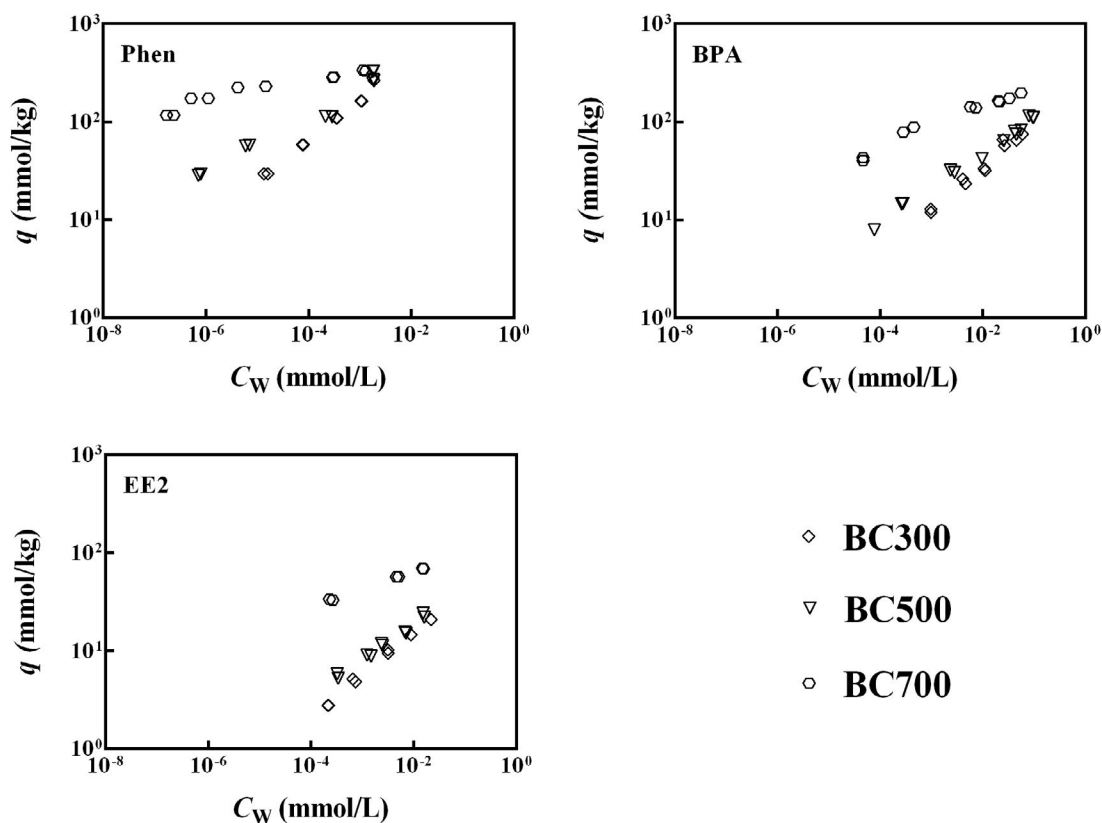 Phen
10³
10²
10¹
10⁰
q (mmol/kg)
10⁻⁸ 10⁻⁶ 10⁻⁴ 10⁻² 10⁰
C_W (mmol/L)
BPA
10³
10²
10¹
10⁰
q (mmol/kg)
10⁻⁸ 10⁻⁶ 10⁻⁴ 10⁻² 10⁰
C_W (mmol/L)
EE2
10³
10²
10¹
10⁰
q (mmol/kg)
10⁻⁸ 10⁻⁶ 10⁻⁴ 10⁻² 10⁰
C_W (mmol/L)
BC300
BC500
BC700